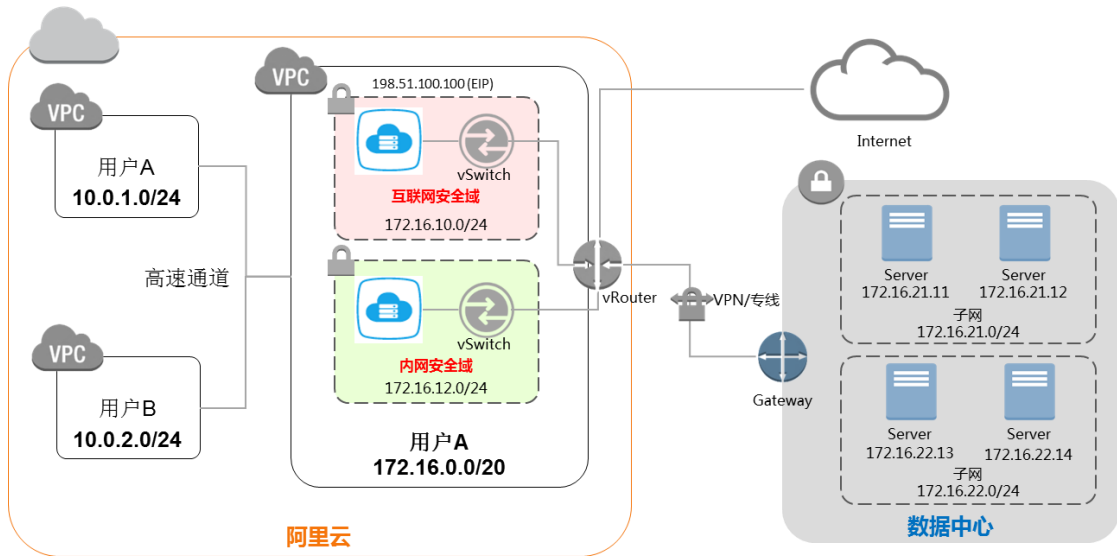 VPC
用户A
10.0.1.0/24
高速通道
VPC
用户B
10.0.2.0/24
VPC
198.51.100.100 (EIP)
vSwitch
互联网安全域
172.16.10.0/24
vSwitch
内网安全域
172.16.12.0/24
用户A
172.16.0.0/20
阿里云
vRouter
Internet
VPN/专线
Gateway
Server
172.16.21.11
Server
172.16.21.12
子网
172.16.21.0/24
Server
172.16.22.13
Server
172.16.22.14
子网
172.16.22.0/24
数据中心